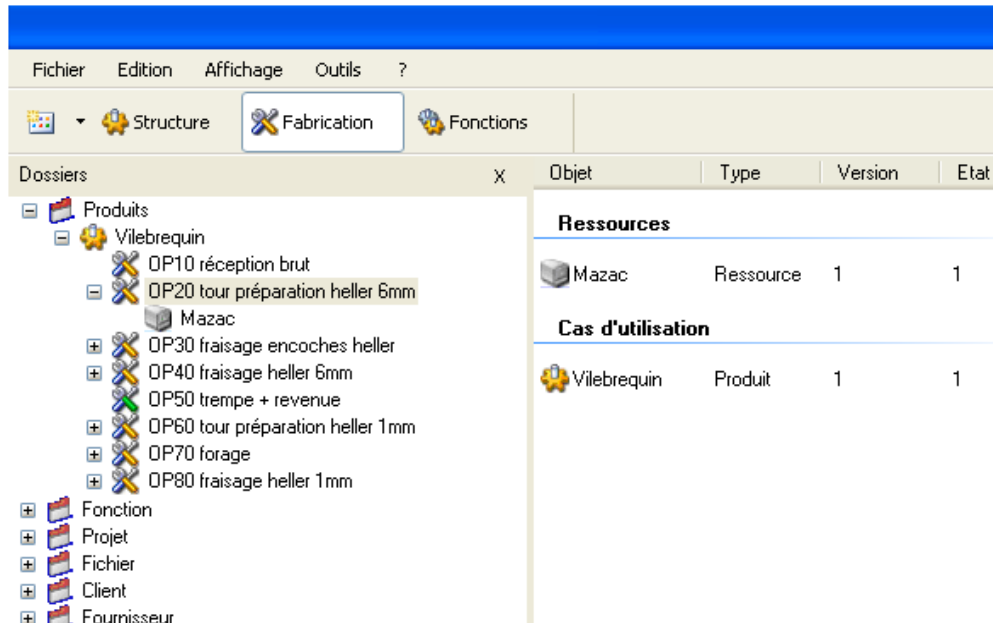 Fichier Edition Affichage Outils ?
Structure Fabrication Fonctions
Dossiers X
Produits
Vilebrequin
OP10 réception brut
OP20 tour préparation heller 6mm
Mazac
OP30 fraisage encoches heller
OP40 fraisage heller 6mm
OP50 trempe + revenue
OP60 tour préparation heller 1mm
OP70 forage
OP80 fraisage heller 1mm
Fonction
Projet
Fichier
Client
Fournisseur
Objet Type Version Etat
Ressources
Mazac Ressource 1 1
Cas d'utilisation
Vilebrequin Produit 1 1